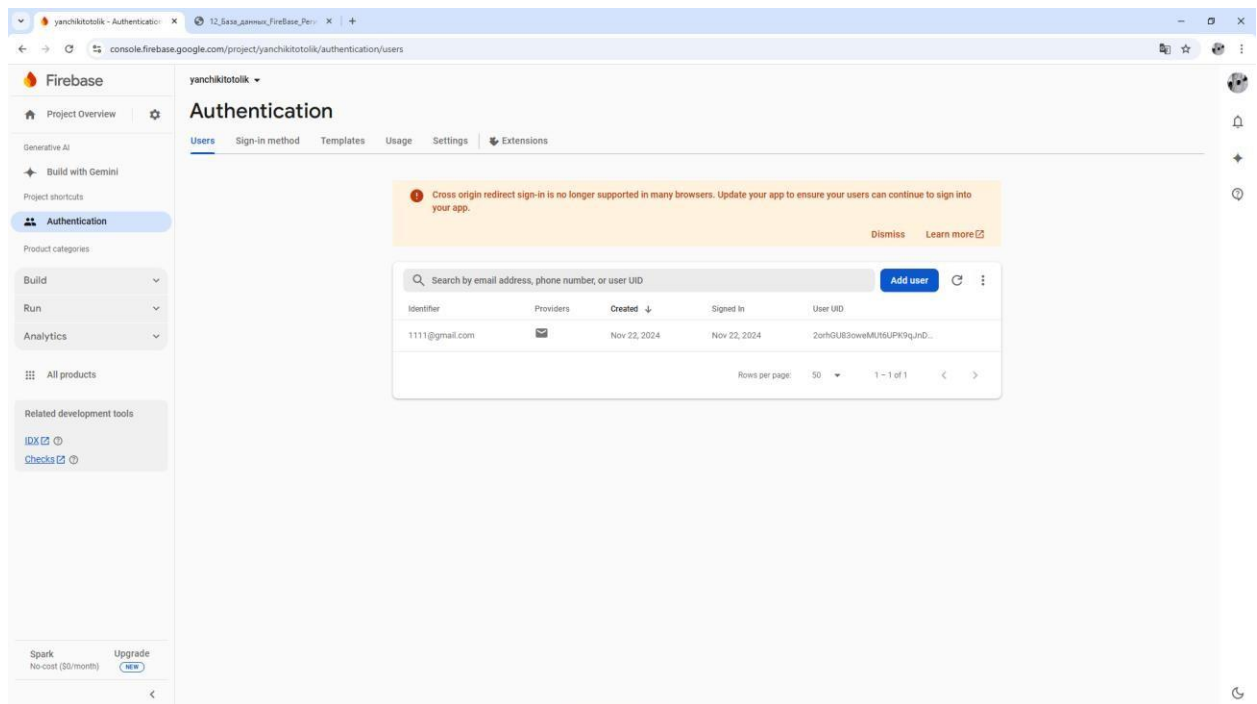 yanchikitotolik - Authentication
12_База_данных_FireBase_Реги
console.firebase.google.com/project/yanchikitotolik/authentication/users
Firebase
yanchikitotolik
Project Overview
Authentication
Users Sign-in method Templates Usage Settings Extensions
Generative AI
Build with Gemini
Project shortcuts
Authentication
Product categories
Build
Run
Analytics
All products
Related development tools
IDX
Checks
Spark Upgrade
No-cost ($0/month) NEW
Cross origin redirect sign-in is no longer supported in many browsers. Update your app to ensure your users can continue to sign into
your app.
Dismiss Learn more
Search by email address, phone number, or user UID Add user
Identifier Providers Created Signed In User UID
1111@gmail.com Nov 22, 2024 Nov 22, 2024
Rows per page: 50 1 – 1 of 1